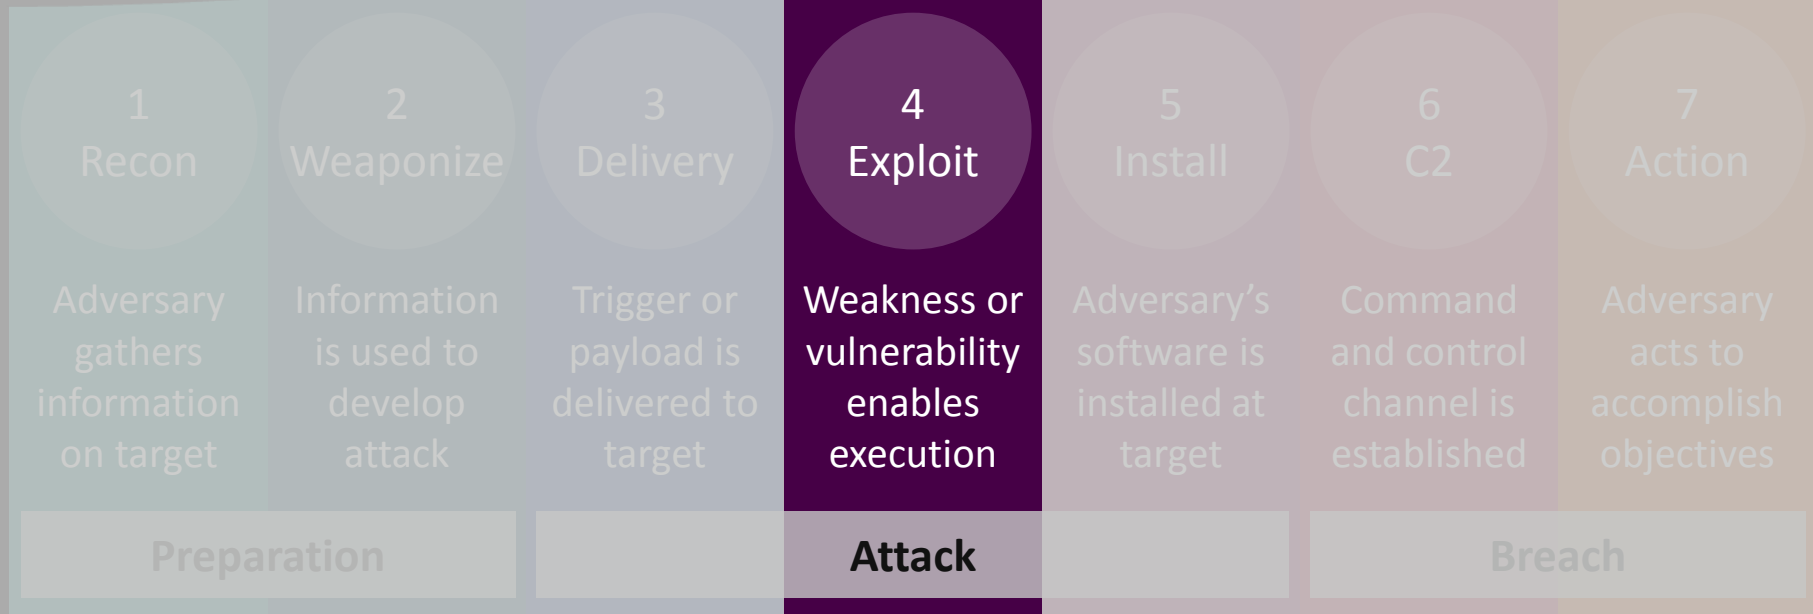 1
Recon
Adversary
gathers
information
on target
2
Weaponize
Information
is used to
develop
attack
3
Delivery
Trigger or
payload is
delivered to
target
4
Exploit
Weakness or
vulnerability
enables
execution
5
Install
Adversary’s
software is
installed at
target
6
C2
Command
and control
channel is
established
7
Action
Adversary
acts to
accomplish
objectives
Preparation
Attack
Breach